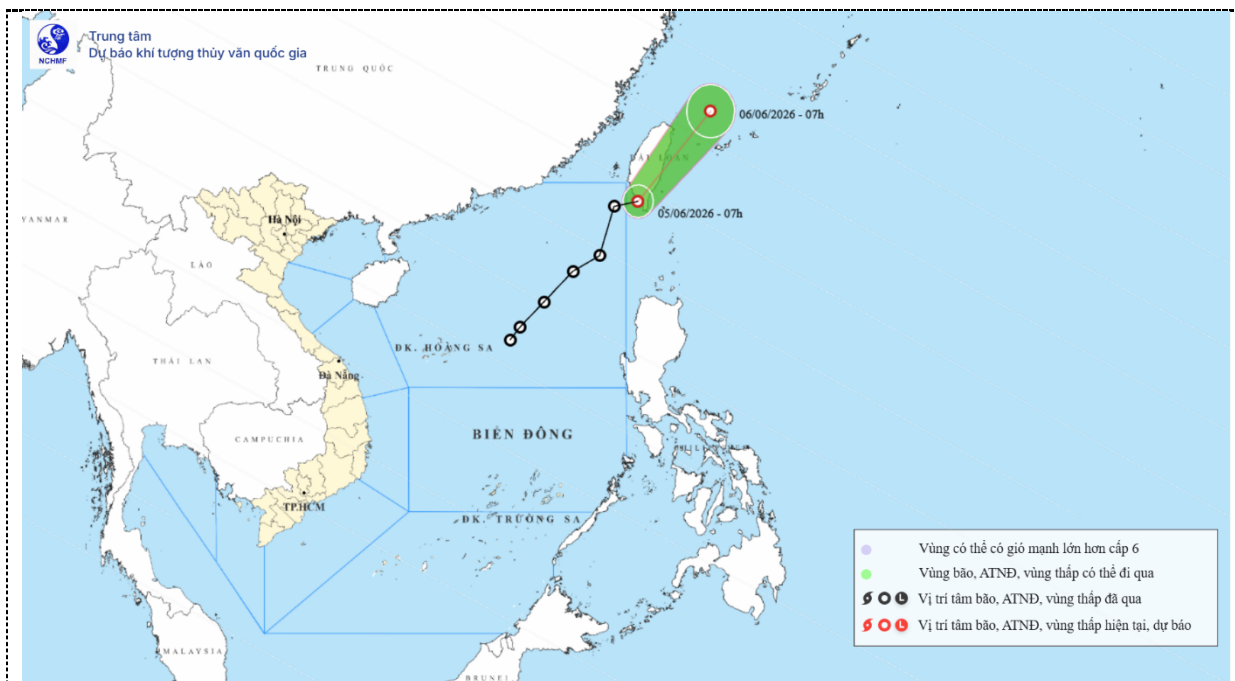 Trung tâm
Dự báo khí tượng thủy văn quốc gia
NCHMF
TRUNG QUỐC
06/06/2026 - 07h
ĐÀI LOAN
05/06/2026 - 07h
YANMAR
Hà Nội
LÀO
ĐK. HOÀNG SA
THÁI LAN
Đà Nẵng
CAMPUCHIA
BIỂN ĐÔNG
TP.HCM
ĐK. TRƯỜNG SA
Vùng có thể có gió mạnh lớn hơn cấp 6
Vùng bão, ATNĐ, vùng thấp có thể đi qua
Vị trí tâm bão, ATNĐ, vùng thấp đã qua
Vị trí tâm bão, ATNĐ, vùng thấp hiện tại, dự báo
MALAYSIA
BRUNEI